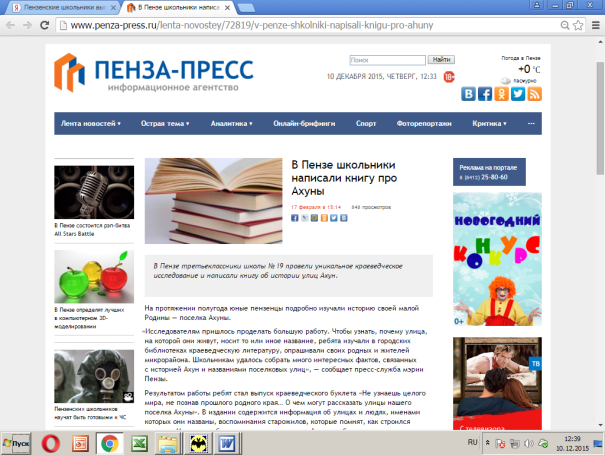 Пензенские школьники вы
В Пензе школьники написа
www.penza-press.ru/lenta-novostey/72819/v-penze-shkolniki-napisali-knigu-pro-ahuny
ПЕНЗА-ПРЕСС
информационное агентство
Поиск
Найти
Погода в Пензе
+0 °C
пасмурно
10 ДЕКАБРЯ 2015, ЧЕТВЕРГ, 12:33
18+
Лента новостей
Острая тема
Аналитика
Онлайн-брифинги
Спорт
Фоторепортажи
Критика
...
В Пензе школьники
написали книгу про
Ахуны
17 февраля в 15:14
848 просмотров
Реклама на портале
8 (8412) 25-80-60
В Пензе состоится рэп-битва
All Stars Battle
В Пензе определят лучших
в компьютерном 3D-
моделировании
Пензенских школьников
научат быть готовыми к ЧС
В Пензе третьеклассники школы № 19 провели уникальное краеведческое
исследование и написали книгу об истории улиц Ахун.
На протяжении полугода юные пензенцы подробно изучали историю своей малой
Родины — поселка Ахуны.
«Исследователям пришлось проделать большую работу. Чтобы узнать, почему улица,
на которой они живут, носит то или иное название, ребята изучали в городских
библиотеках краеведческую литературу, опрашивали своих родных и жителей
микрорайона. Школьникам удалось собрать много интересных фактов, связанных
с историей Ахун и названиями поселковых улиц», — сообщает пресс-служба мэрии
Пензы.
Результатом работы ребят стал выпуск краеведческого буклета «Не узнаешь целого
мира, не познав прошлого родного края... О чем могут рассказать улицы нашего
поселка Ахуны». В издании содержится информация об улицах и людях, именами
которых они названы, воспоминания старожилов, которые помнят, как строился
НОВОГОДНИЙ
КОНКУРС
0+
ТВ
С телевизора
Пуск
RU
12:39
10.12.2015